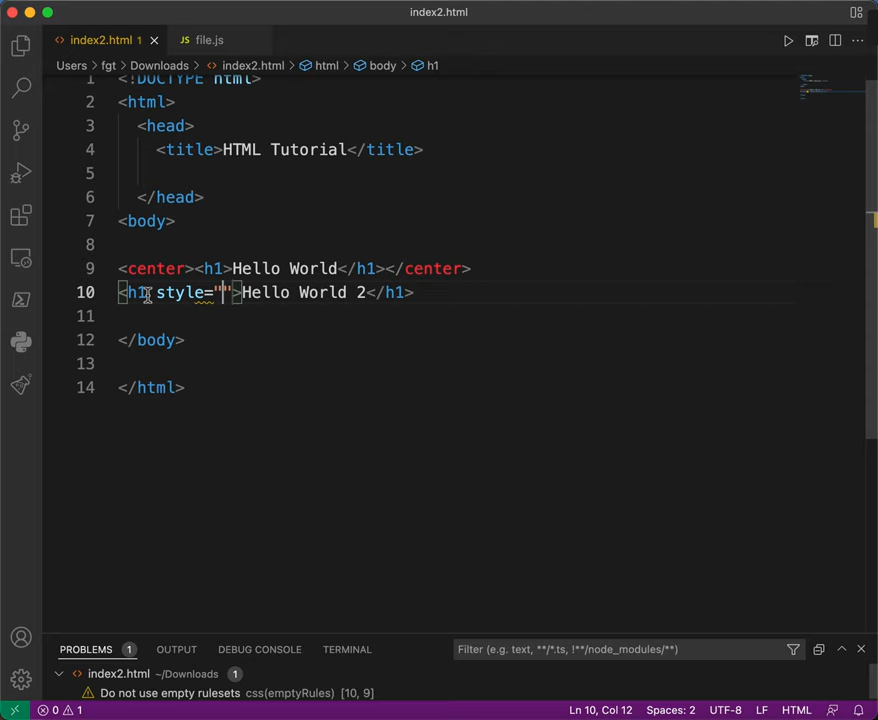 index2.html
index2.html 1
JS file.js
Users > fgt > Downloads > index2.html > html > body > h1
1 <!DOCTYPE html>
2 <html>
3 <head>
4 <title>HTML Tutorial</title>
5
6 </head>
7 <body>
8
9 <center><h1>Hello World</h1></center>
10 <h1 style="">Hello World 2</h1>
11
12 </body>
13
14 </html>
PROBLEMS 1 OUTPUT DEBUG CONSOLE TERMINAL Filter (e.g. text, **/*.ts, !**/node_modules/**)
index2.html ~/Downloads 1
Do not use empty rulesets css(emptyRules) [10, 9]
0 1 Ln 10, Col 12 Spaces: 2 UTF-8 LF HTML